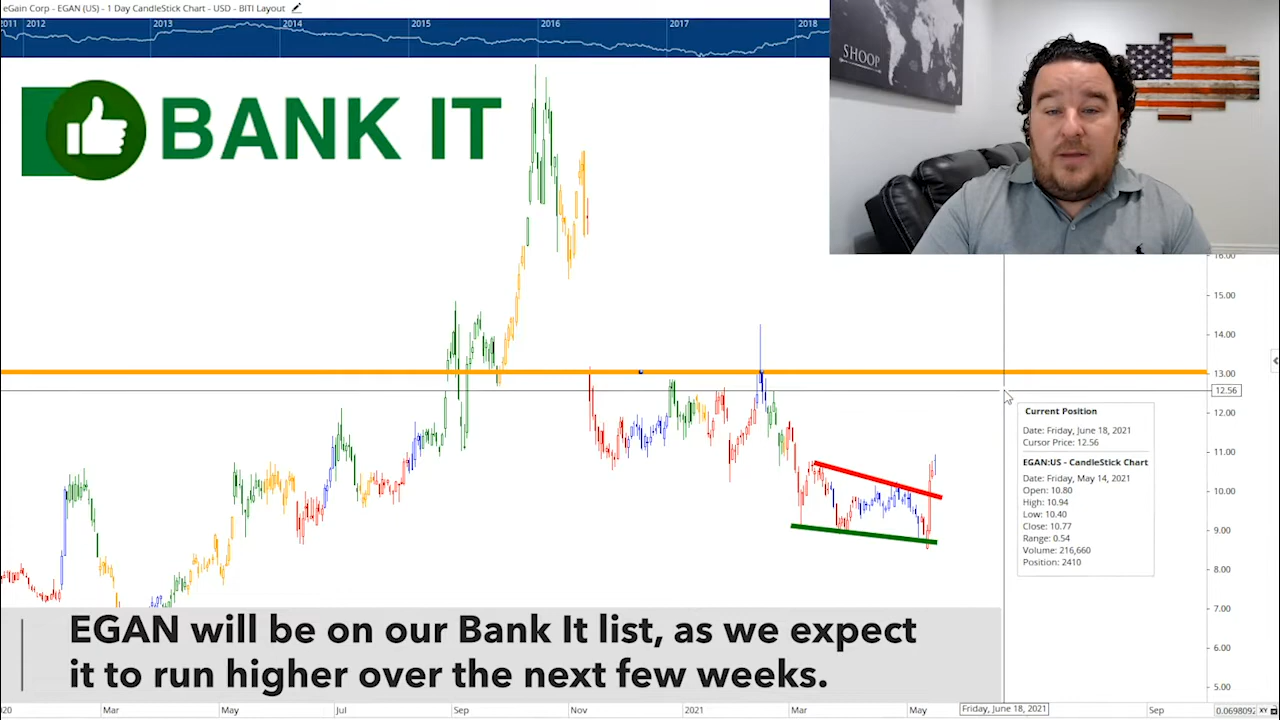 eGain Corp - EGAN (US) - 1 Day CandleStick Chart - USD - BITI Layout
2011 2012 2013 2014 2015 2016 2017 2018
BANK IT
SHOOP
16.00
15.00
14.00
13.00
12.56
12.00
11.00
10.00
9.00
8.00
7.00
6.00
5.00
Current Position
Date: Friday, June 18, 2021
Cursor Price: 12.56
EGAN:US - CandleStick Chart
Date: Friday, May 14, 2021
Open: 10.80
High: 10.94
Low: 10.40
Close: 10.77
Range: 0.54
Volume: 216,660
Position: 2410
EGAN will be on our Bank It list, as we expect
it to run higher over the next few weeks.
20 Mar May Jul Sep Nov 2021 Mar May Friday, June 18, 2021 Sep 0.0698092 XY